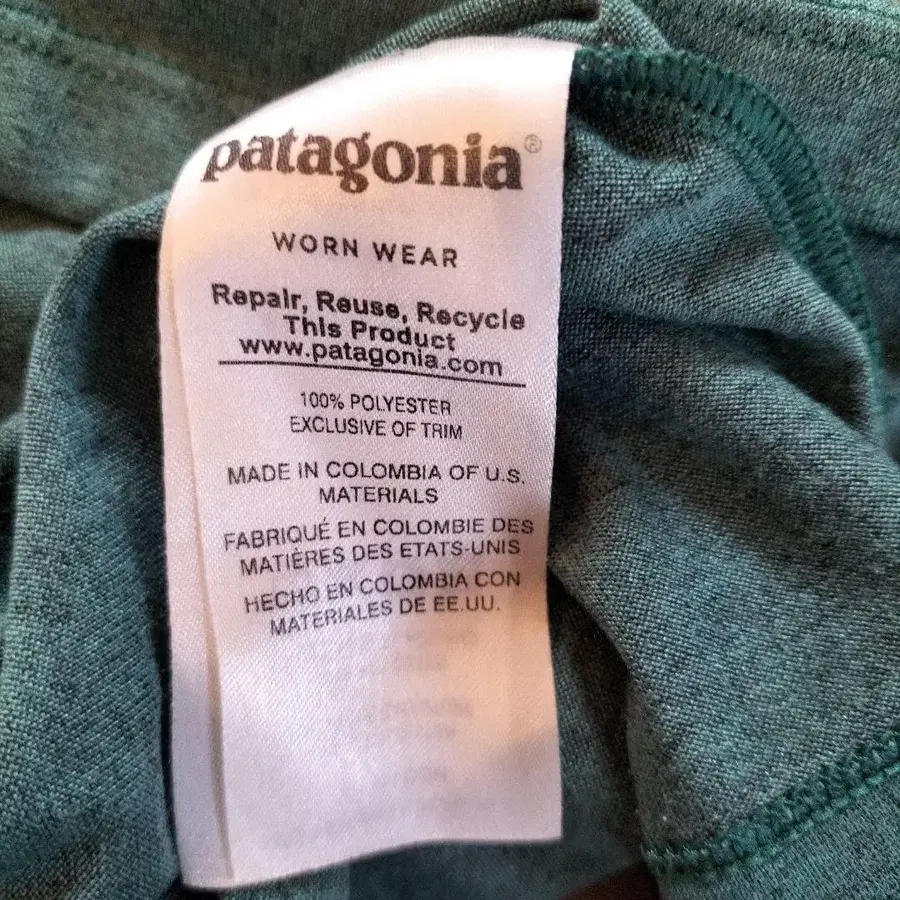 patagonia®
WORN WEAR
Repair, Reuse, Recycle
This Product
www.patagonia.com
100% POLYESTER
EXCLUSIVE OF TRIM
MADE IN COLOMBIA OF U.S.
MATERIALS
FABRIQUÉ EN COLOMBIE DES
MATIÈRES DES ETATS-UNIS
HECHO EN COLOMBIA CON
MATERIALES DE EE.UU.